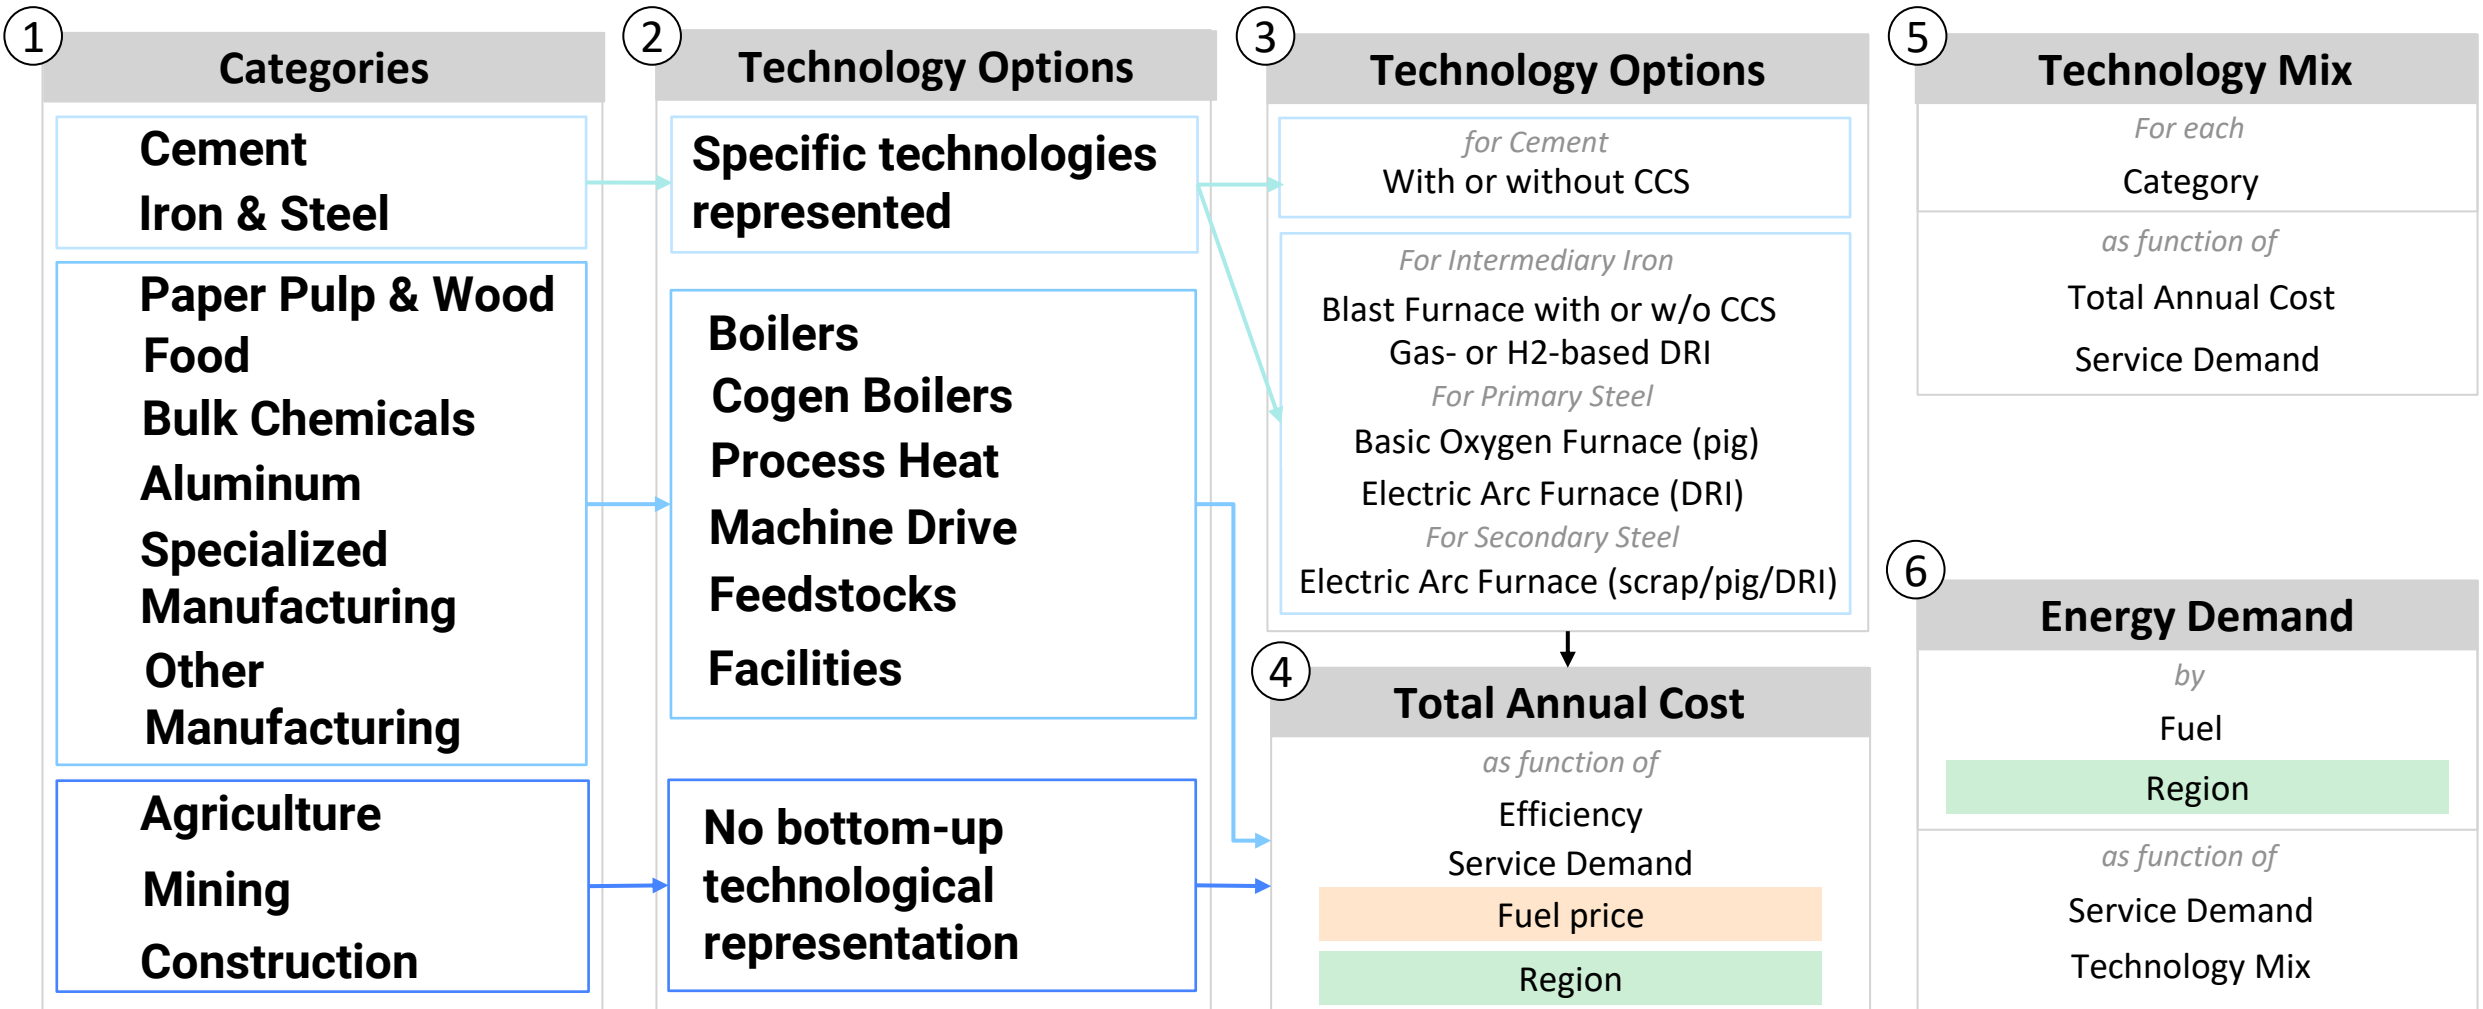 1
Categories
Cement
Iron & Steel
Paper Pulp & Wood
Food
Bulk Chemicals
Aluminum
Specialized
Manufacturing
Other
Manufacturing
Agriculture
Mining
Construction
2
Technology Options
Specific technologies
represented
Boilers
Cogen Boilers
Process Heat
Machine Drive
Feedstocks
Facilities
No bottom-up
technological
representation
3
Technology Options
for Cement
With or without CCS
For Intermediary Iron
Blast Furnace with or w/o CCS
Gas- or H2-based DRI
For Primary Steel
Basic Oxygen Furnace (pig)
Electric Arc Furnace (DRI)
For Secondary Steel
Electric Arc Furnace (scrap/pig/DRI)
4
Total Annual Cost
as function of
Efficiency
Service Demand
Fuel price
Region
5
Technology Mix
For each
Category
as function of
Total Annual Cost
Service Demand
6
Energy Demand
by
Fuel
Region
as function of
Service Demand
Technology Mix